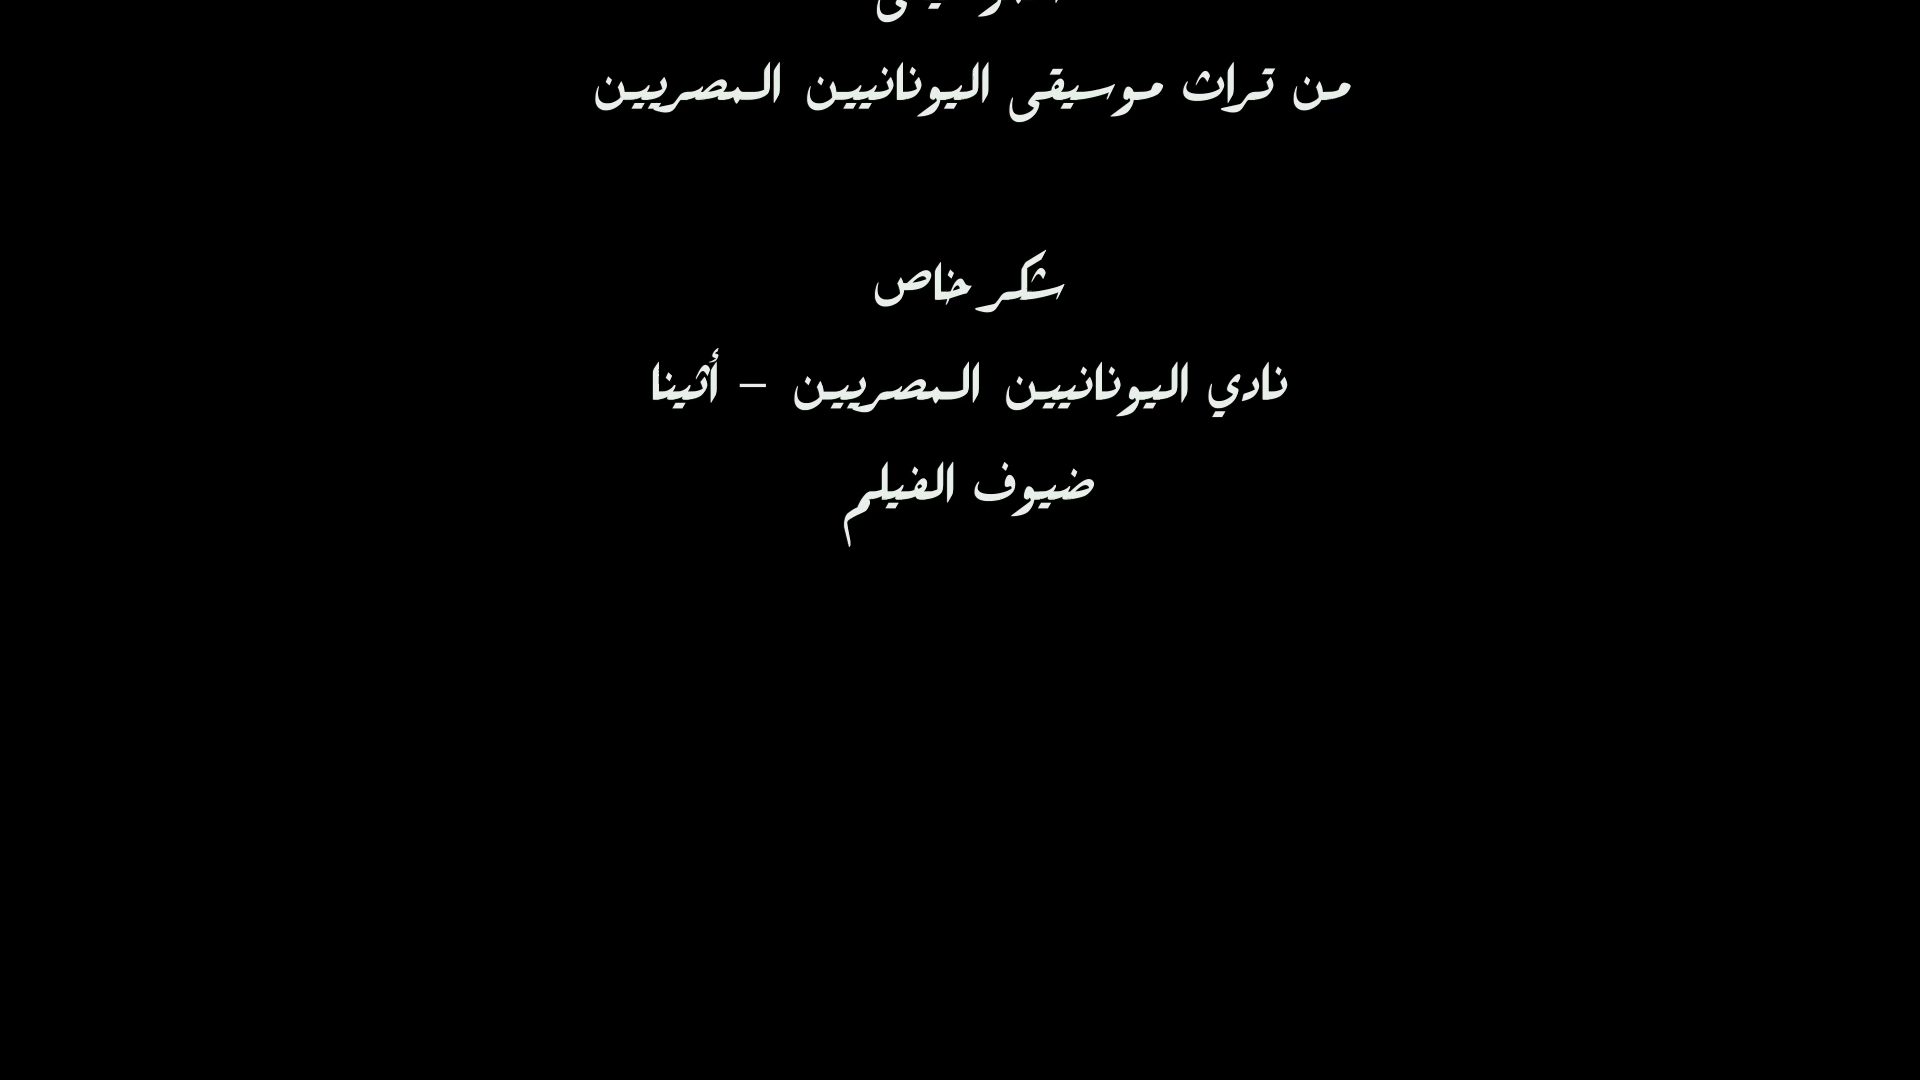 من تراث موسيقى اليونانيين المصريين
شكر خاص
نادي اليونانيين المصريين – أثينا
ضيوف الفيلم